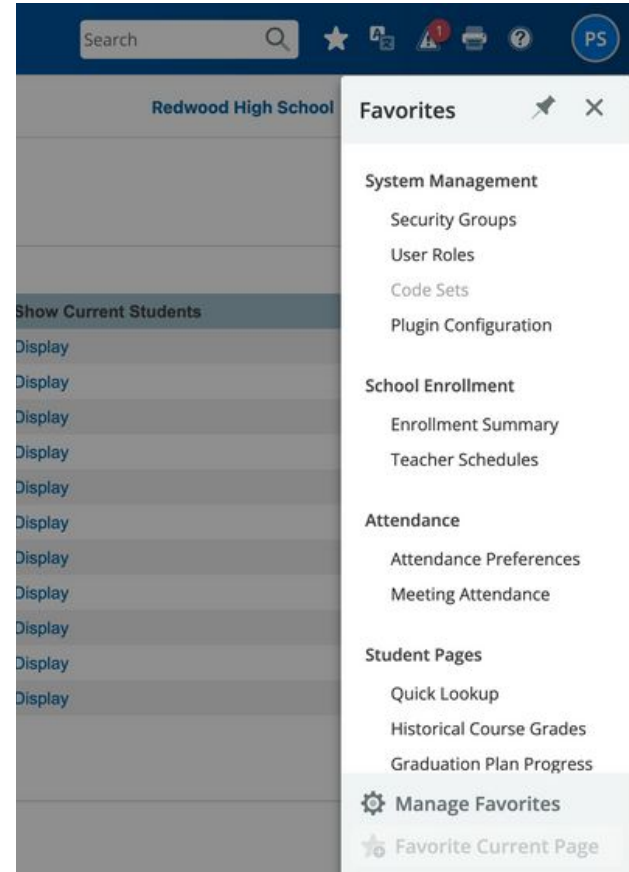 Search
1
PS
Redwood High School
Favorites
System Management
Security Groups
User Roles
Code Sets
Plugin Configuration
School Enrollment
Enrollment Summary
Teacher Schedules
Attendance
Attendance Preferences
Meeting Attendance
Student Pages
Quick Lookup
Historical Course Grades
Graduation Plan Progress
Manage Favorites
Favorite Current Page
Show Current Students
Display
Display
Display
Display
Display
Display
Display
Display
Display
Display
Display